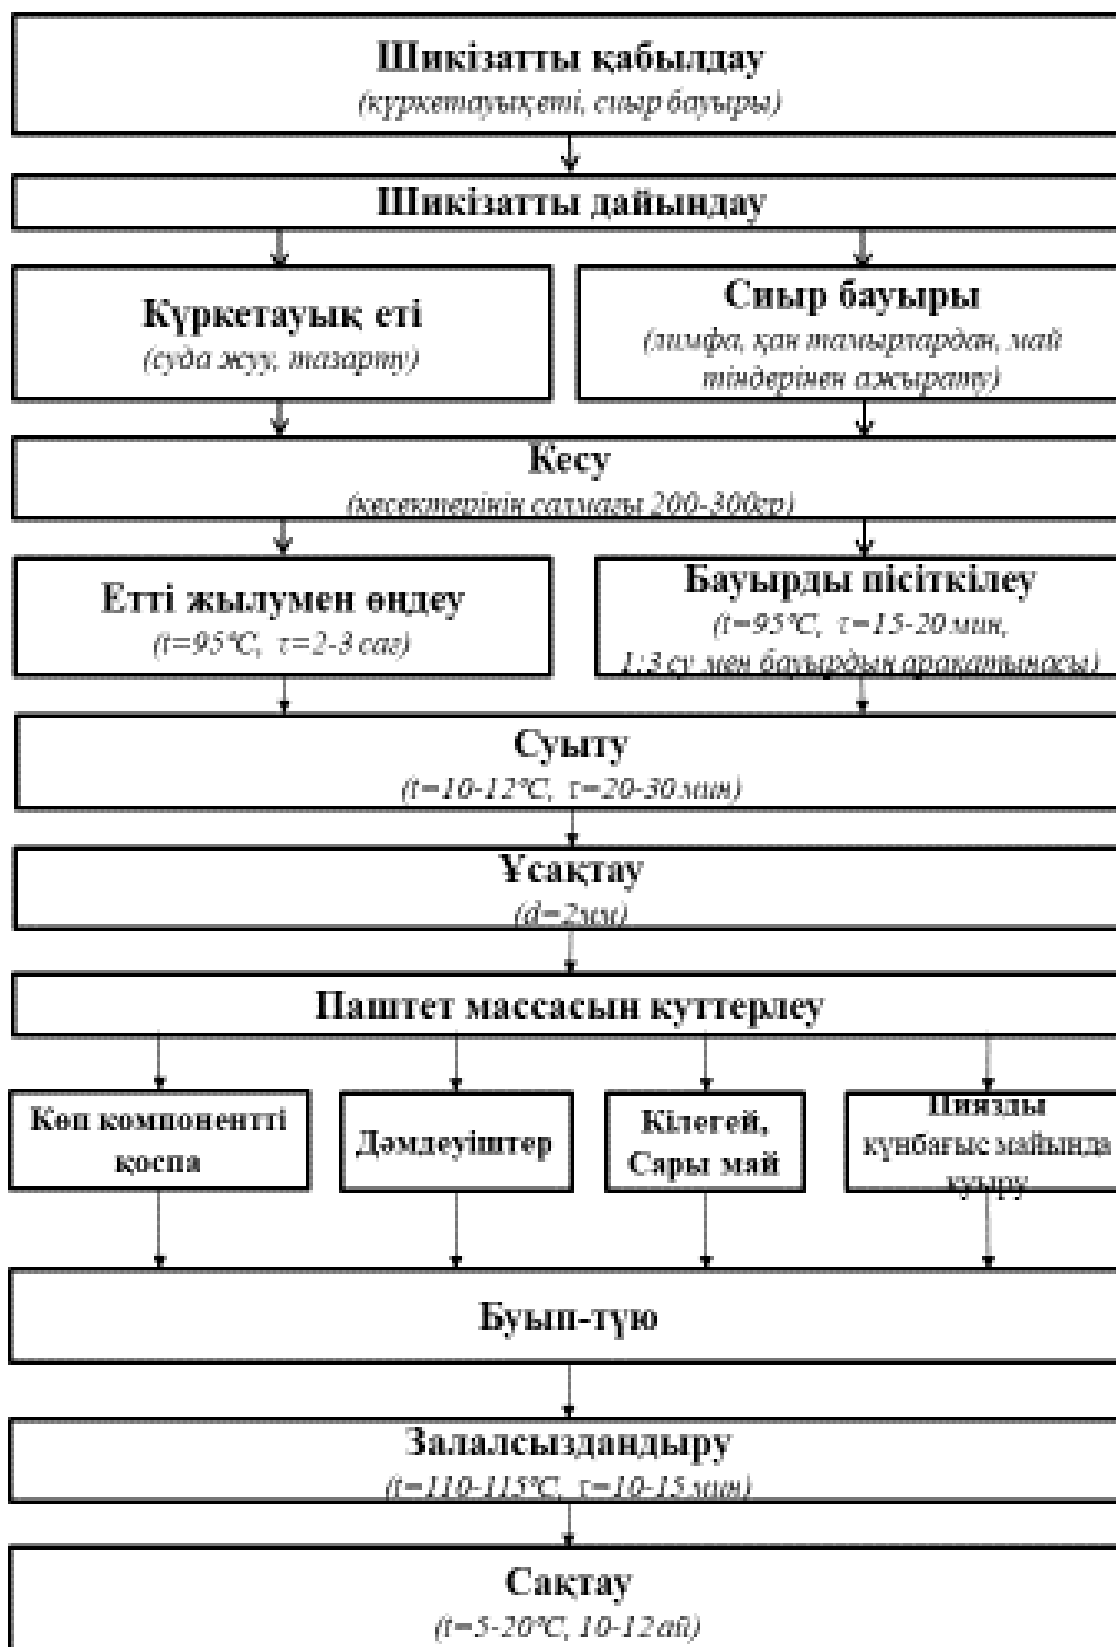 Шикізатты қабылдау
(күркетауық еті, сиыр бауыры)
Шикізатты дайындау
Күркетауық еті
(суда жуу, тазарту)
Сиыр бауыры
(лимфа, қан тамырлардан, май
тіндерінен ажырату)
Кесу
(кесектерінің салмағы 200-300гр)
Етті жылумен өңдеу
(t=95°C, τ=2-3 сағ)
Бауырды пісіткілеу
(t=95°C, τ=15-20 мин,
1:3 су мен бауырдың арақатынасы)
Суыту
(t=10-12°C, τ=20-30 мин)
Ұсақтау
(d=2мм)
Паштет массасын куттерлеу
Көп компонентті
қоспа
Дәмдеуіштер
Кілегей,
Сары май
Пиязды
күнбағыс майында
қуыру
Буып-түю
Залалсыздандыру
(t=110-115°C, τ=10-15 мин)
Сақтау
(t=5-20°C, 10-12 ай)